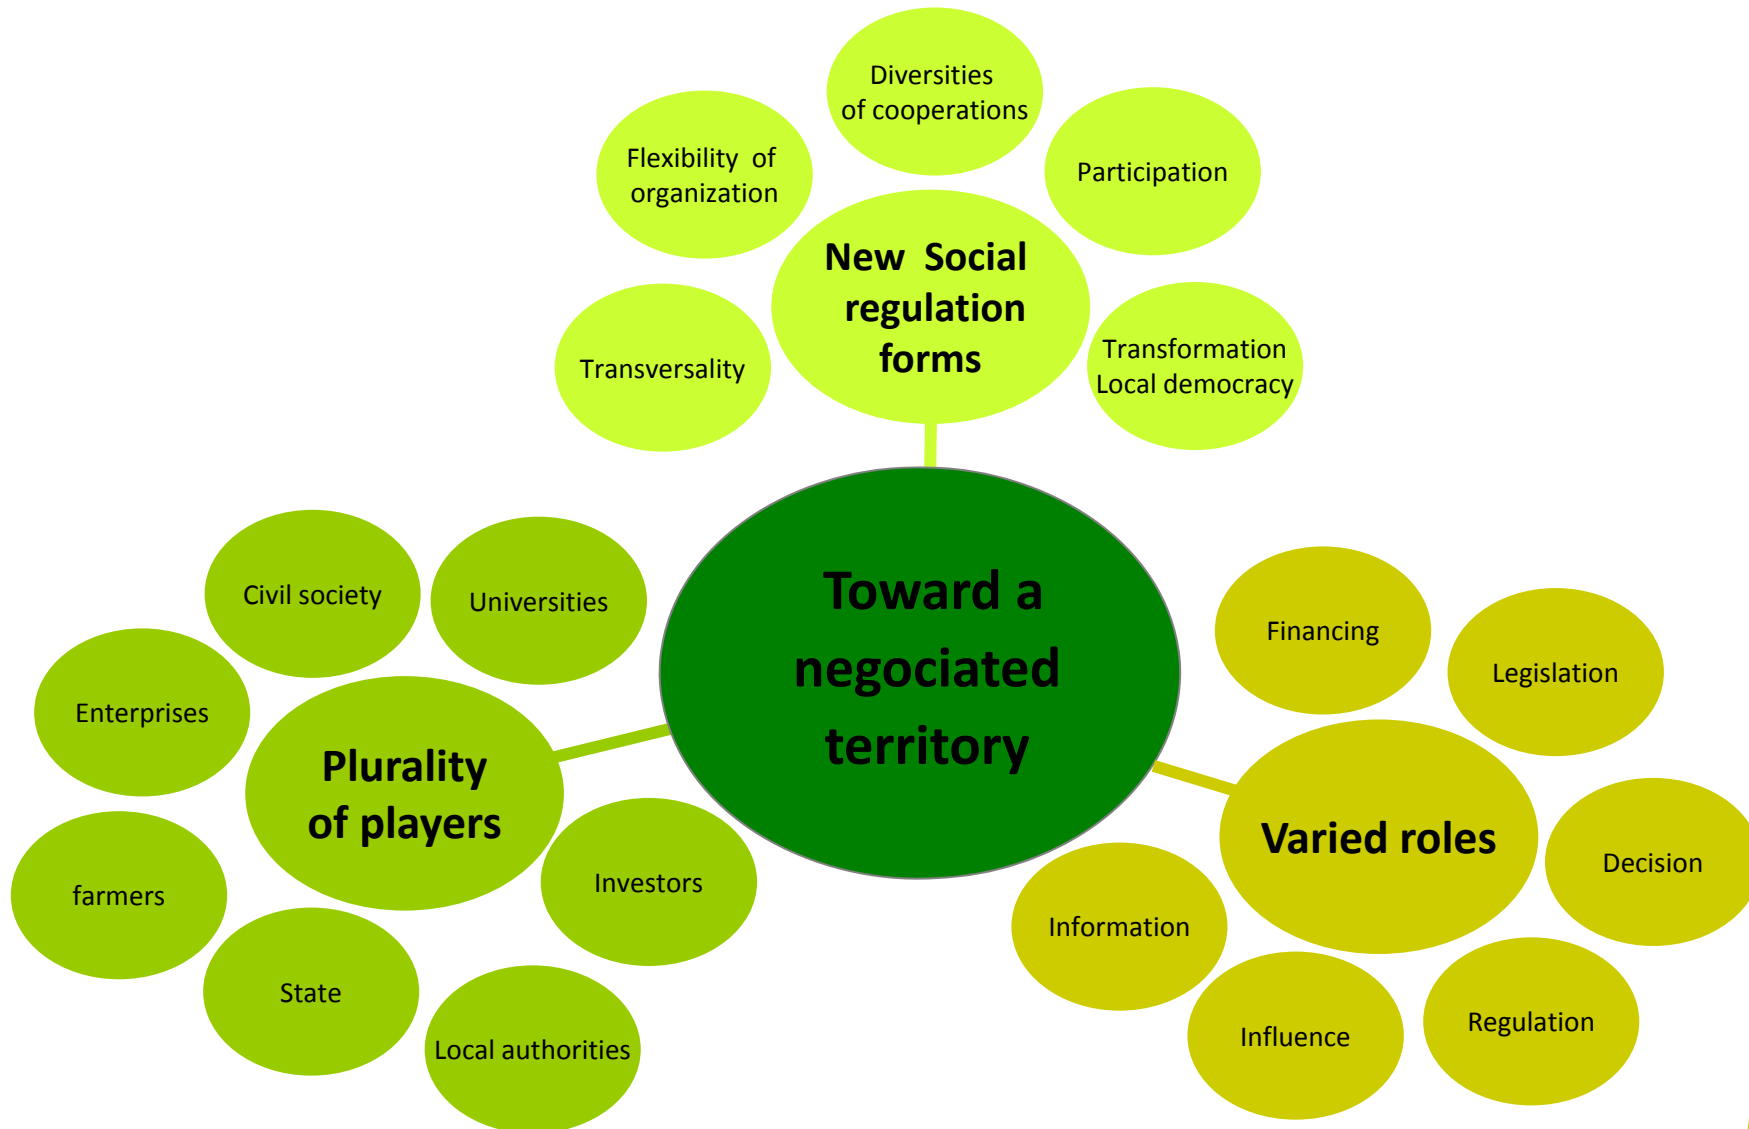 Diversities
of cooperations
Flexibility of
organization
Participation
New Social
regulation
forms
Transversality
Transformation
Local democracy
Toward a
negociated
territory
Civil society
Universities
Enterprises
Plurality
of players
farmers
Investors
State
Local authorities
Financing
Legislation
Varied roles
Decision
Information
Influence
Regulation